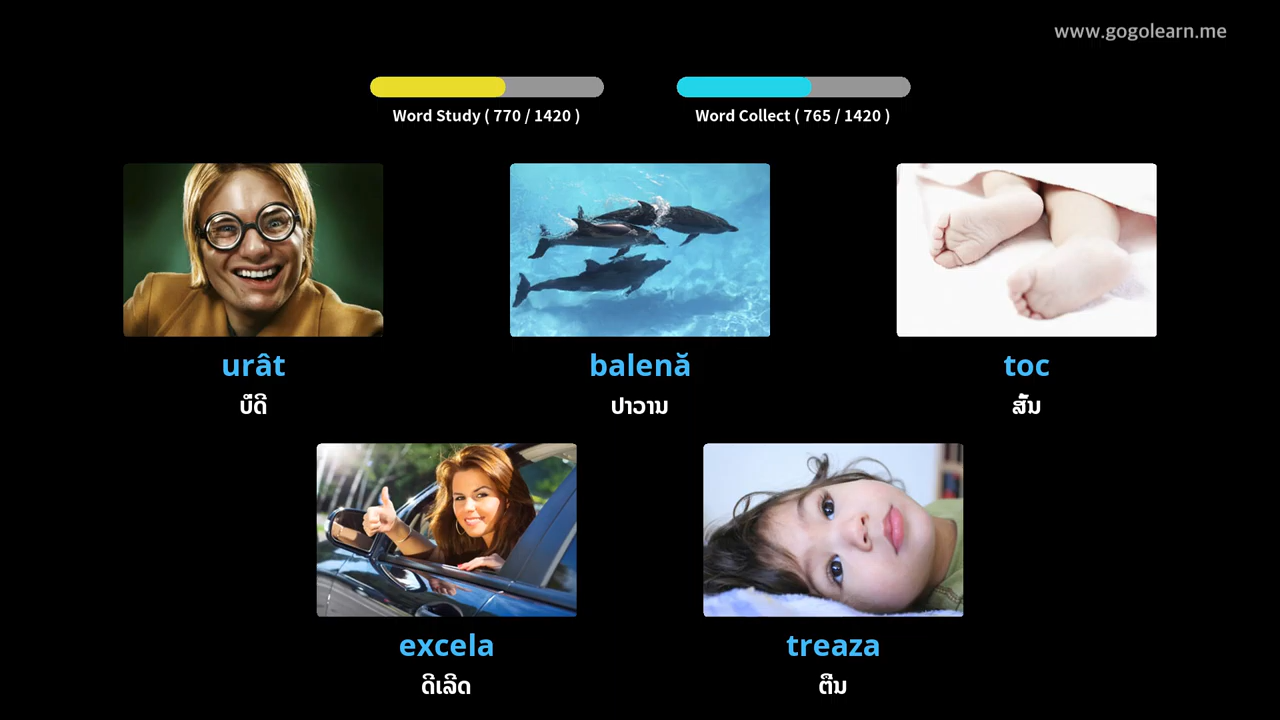 www.gogolearn.me
Word Study ( 770 / 1420 )
Word Collect ( 765 / 1420 )
urât
balenă
toc
ບໍ່ດີ
ປາວານ
ສົ້ນ
excela
treaza
ດີເລີດ
ຕື່ນ